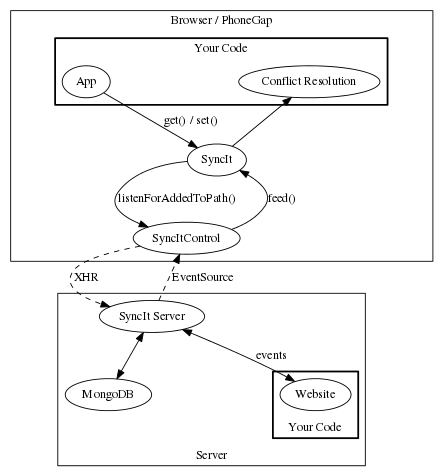 Browser / PhoneGap
Your Code
App
Conflict Resolution
get() / set()
SyncIt
listenForAddedToPath()
feed()
SyncItControl
XHR
EventSource
SyncIt Server
events
MongoDB
Website
Your Code
Server